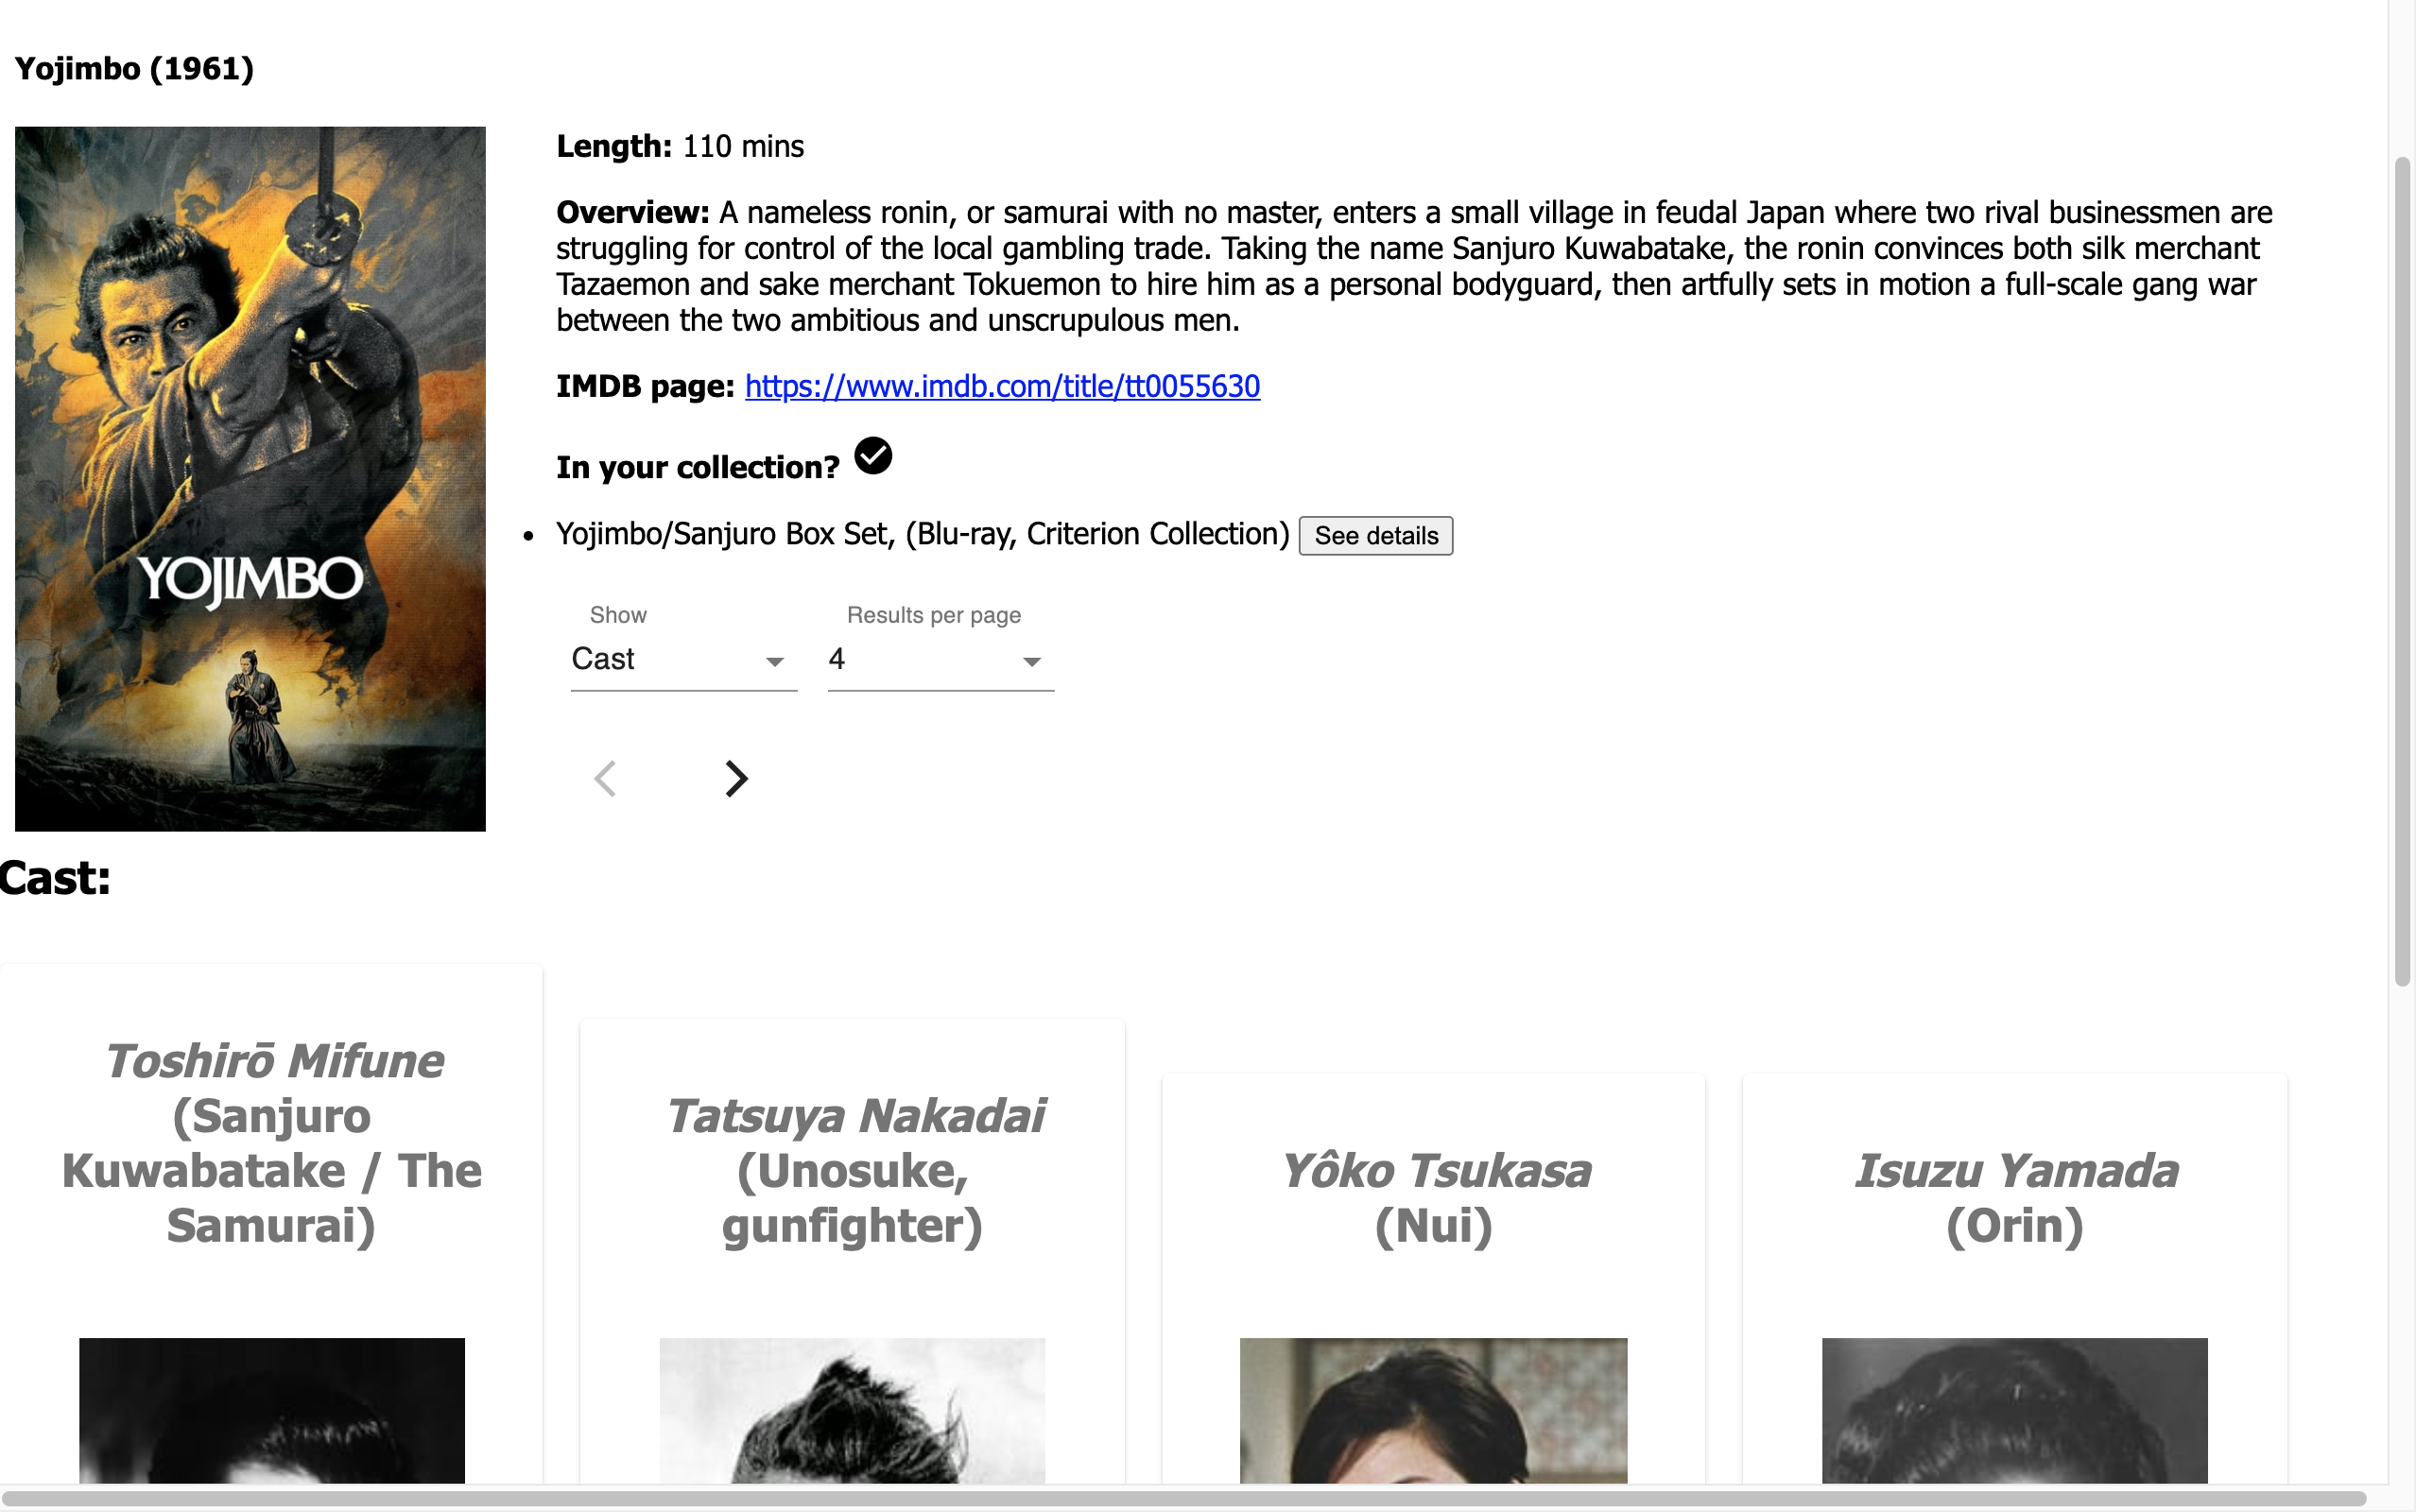 Yojimbo (1961)
YOJIMBO
Length: 110 mins
Overview: A nameless ronin, or samurai with no master, enters a small village in feudal Japan where two rival businessmen are
struggling for control of the local gambling trade. Taking the name Sanjuro Kuwabatake, the ronin convinces both silk merchant
Tazaemon and sake merchant Tokuemon to hire him as a personal bodyguard, then artfully sets in motion a full-scale gang war
between the two ambitious and unscrupulous men.
IMDB page: https://www.imdb.com/title/tt0055630
In your collection?
• Yojimbo/Sanjuro Box Set, (Blu-ray, Criterion Collection) See details
Show Results per page
Cast 4
Cast:
Toshirō Mifune
(Sanjuro
Kuwabatake / The
Samurai)
Tatsuya Nakadai
(Unosuke,
gunfighter)
Yôko Tsukasa
(Nui)
Isuzu Yamada
(Orin)